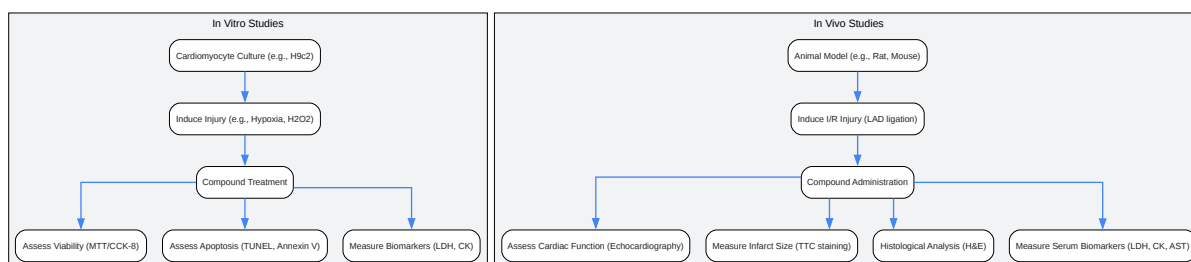 In Vitro Studies
Cardiomyocyte Culture (e.g., H9c2)
Induce Injury (e.g., Hypoxia, H2O2)
Compound Treatment
Assess Viability (MTT/CCK-8)
Assess Apoptosis (TUNEL, Annexin V)
Measure Biomarkers (LDH, CK)
In Vivo Studies
Animal Model (e.g., Rat, Mouse)
Induce I/R Injury (LAD ligation)
Compound Administration
Assess Cardiac Function (Echocardiography)
Measure Infarct Size (TTC staining)
Histological Analysis (H&E)
Measure Serum Biomarkers (LDH, CK, AST)